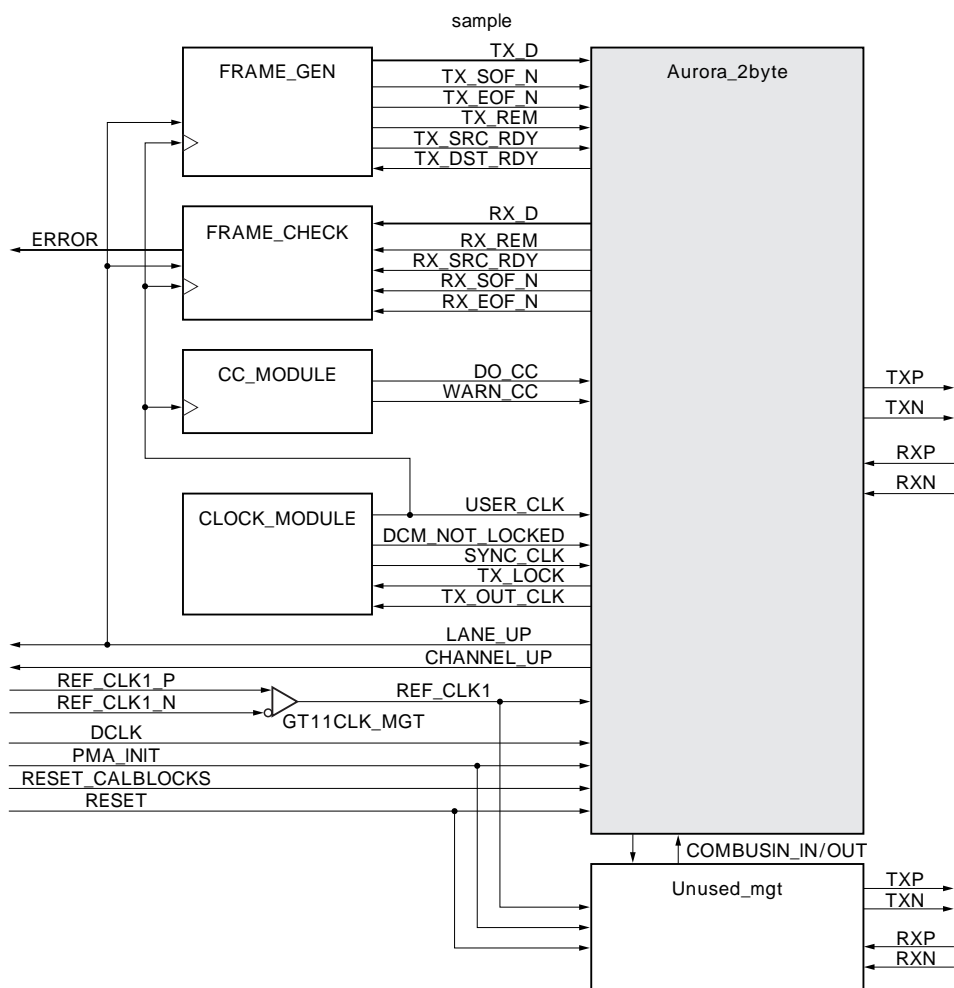 sample
FRAME_GEN
TX_D
TX_SOF_N
TX_EOF_N
TX_REM
TX_SRC_RDY
TX_DST_RDY
Aurora_2byte
ERROR
FRAME_CHECK
RX_D
RX_REM
RX_SRC_RDY
RX_SOF_N
RX_EOF_N
CC_MODULE
DO_CC
WARN_CC
TXP
TXN
RXP
RXN
CLOCK_MODULE
USER_CLK
DCM_NOT_LOCKED
SYNC_CLK
TX_LOCK
TX_OUT_CLK
LANE_UP
CHANNEL_UP
REF_CLK1_P
REF_CLK1_N
REF_CLK1
GT11CLK_MGT
DCLK
PMA_INIT
RESET_CALBLOCKS
RESET
COMBUSIN_IN/OUT
Unused_mgt
TXP
TXN
RXP
RXN